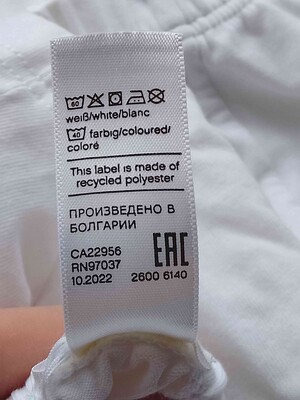 60
weiß/white/blanc
40 farbig/coloured/
coloré
This label is made of
recycled polyester
ПРОИЗВЕДЕНО В
БОЛГАРИИ
CA22956
RN97037 EAC
10.2022 2600 6140